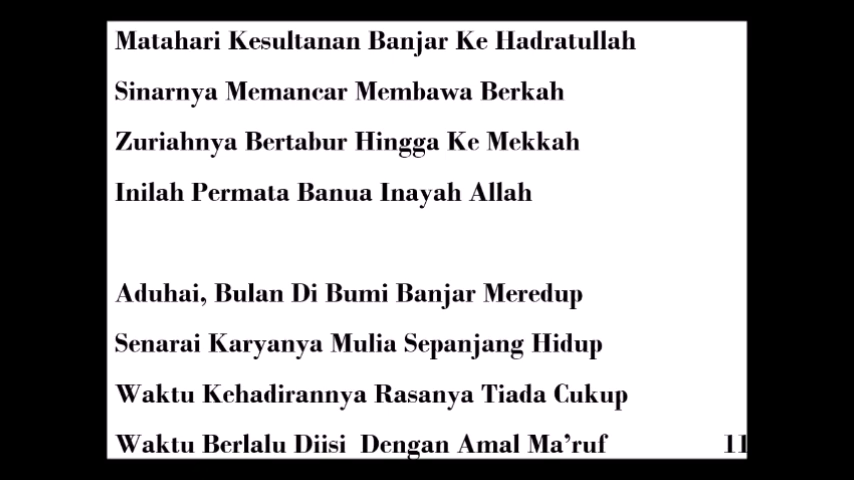 Matahari Kesultanan Banjar Ke Hadratullah
Sinarnya Memancar Membawa Berkah
Zuriahnya Bertabur Hingga Ke Mekkah
Inilah Permata Banua Inayah Allah
Aduhai, Bulan Di Bumi Banjar Meredup
Senarai Karyanya Mulia Sepanjang Hidup
Waktu Kehadirannya Rasanya Tiada Cukup
Waktu Berlalu Diisi  Dengan Amal Ma’ruf 11